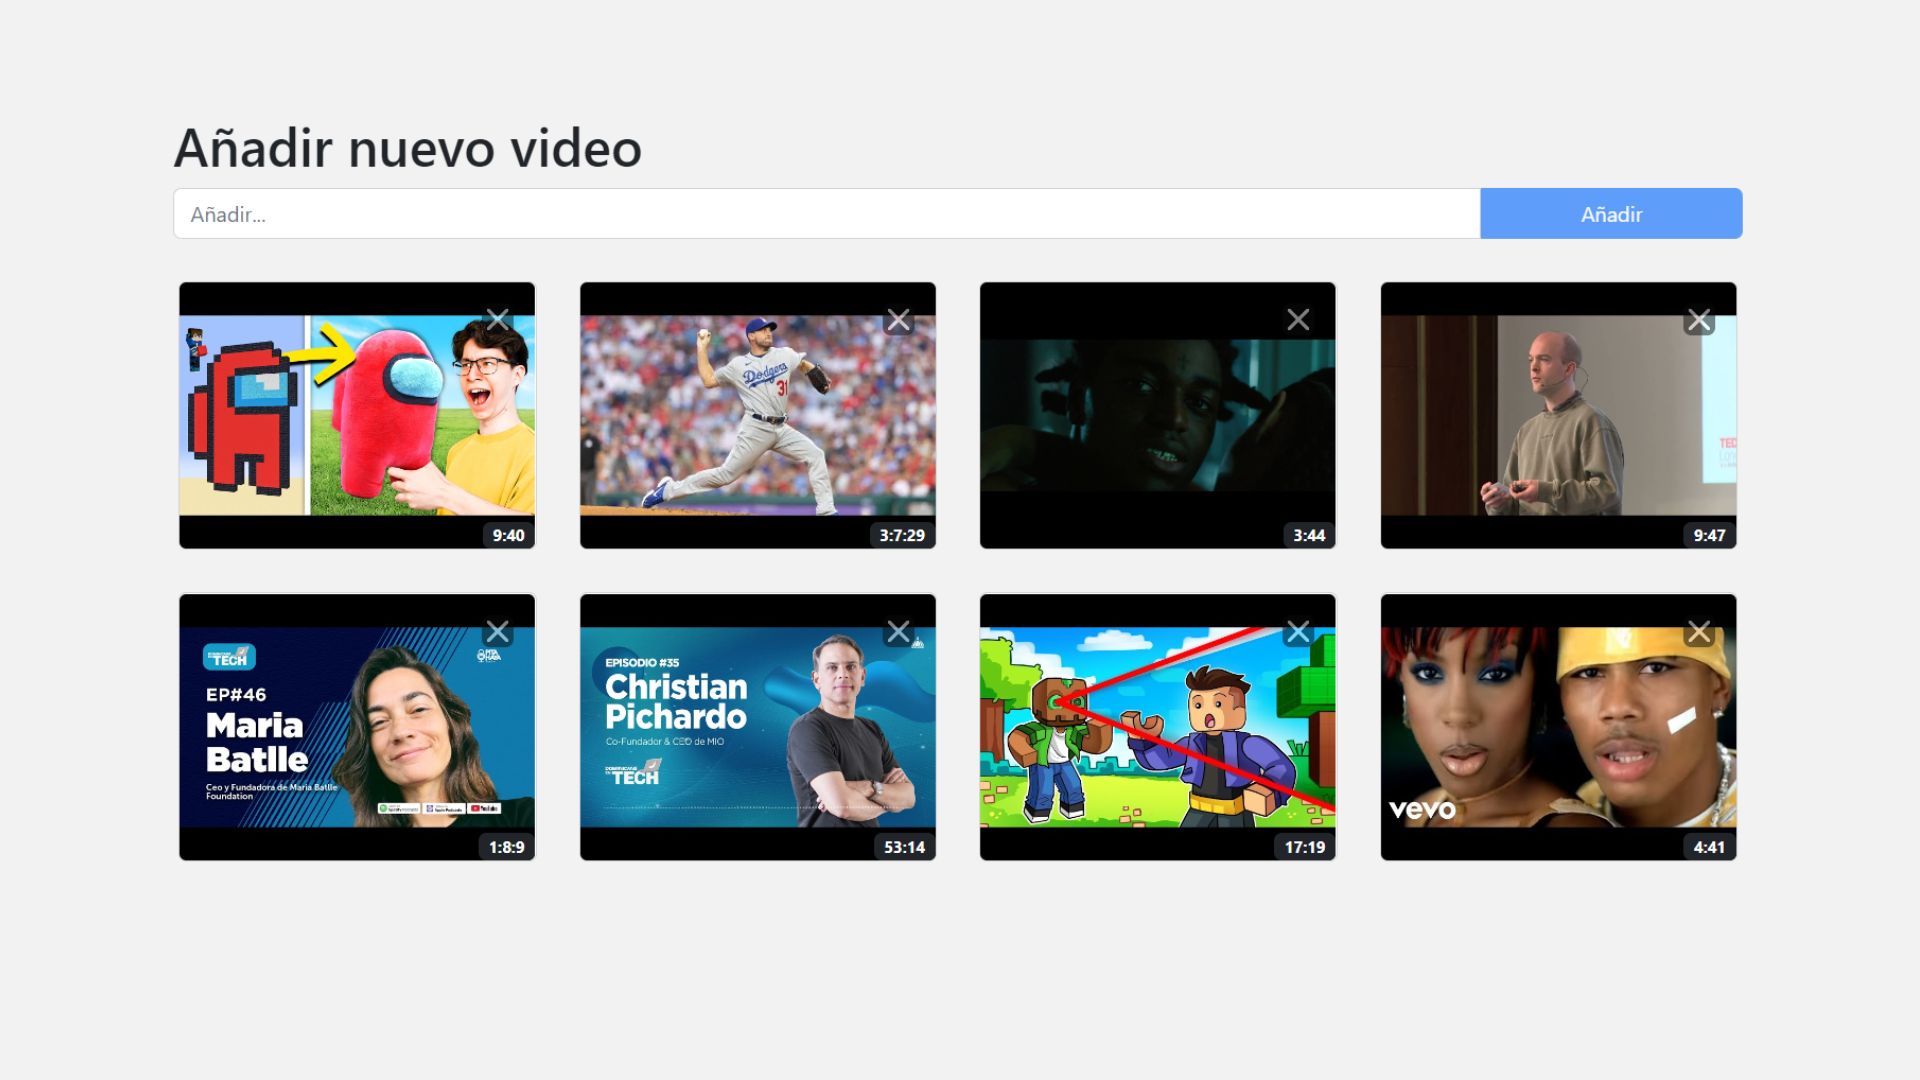 Añadir nuevo video
Añadir...
Añadir
9:40
Dodgers
31
3:7:29
3:44
TED
9:47
TECH
EP#46
Maria
Batlle
Ceo y Fundadora de Maria Batlle
Foundation
YouTube
1:8:9
EPISODIO #35
Christian
Pichardo
Co-Fundador & CEO de MIO
TECH
53:14
17:19
vevo
4:41